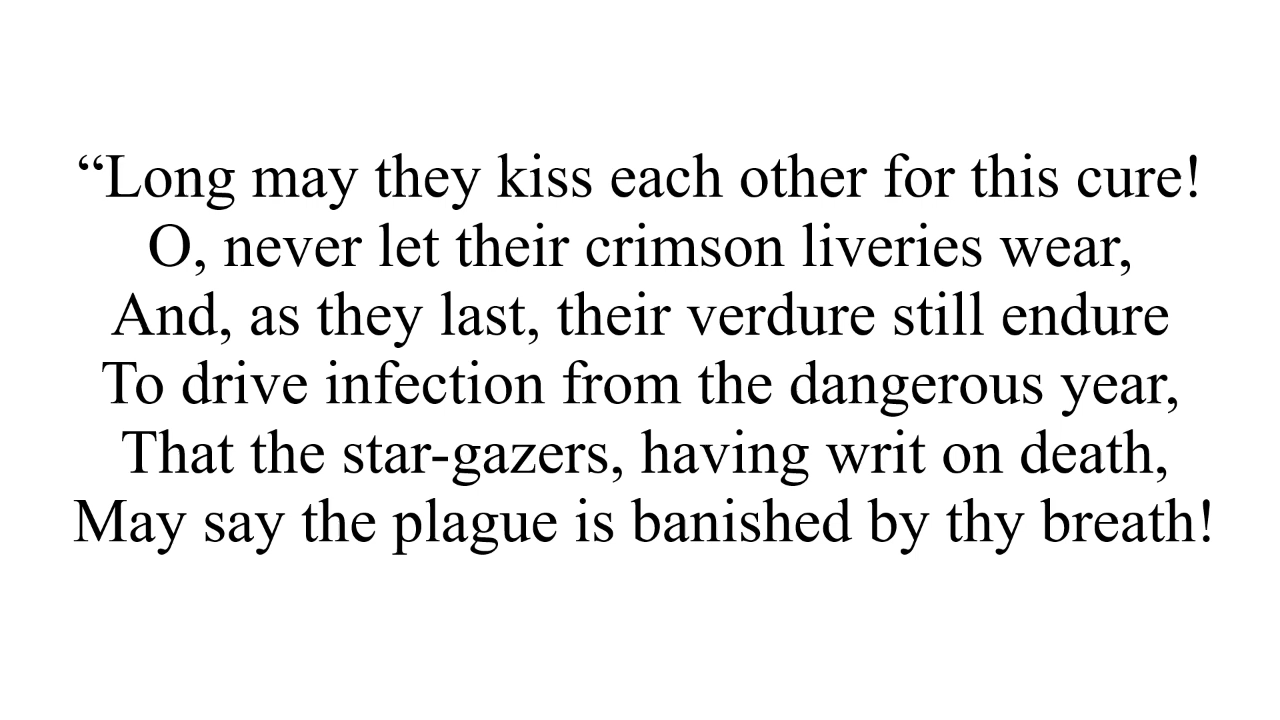 “Long may they kiss each other for this cure!
O, never let their crimson liveries wear,
And, as they last, their verdure still endure
To drive infection from the dangerous year,
That the star-gazers, having writ on death,
May say the plague is banished by thy breath!